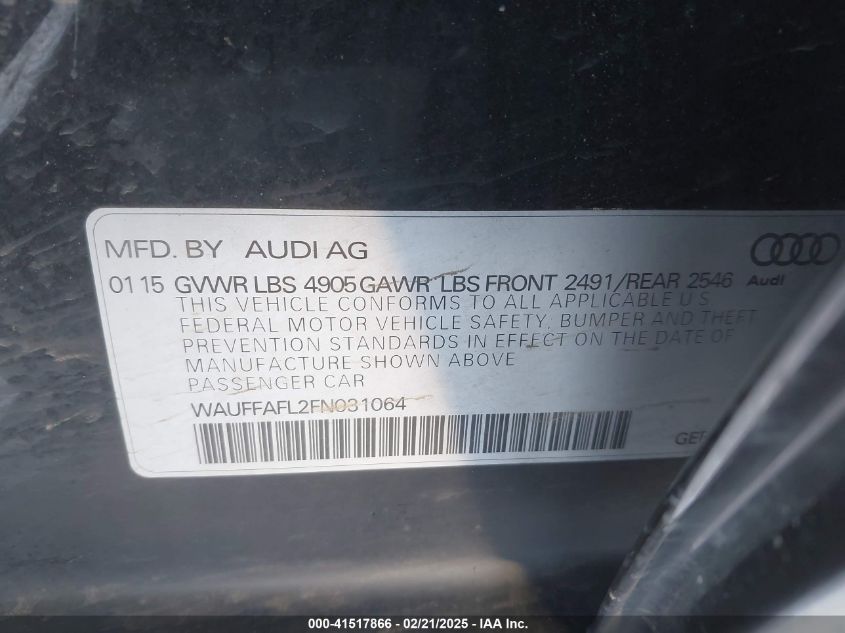 MFD. BY AUDI AG
01 15 GVWR LBS 4905 GAWR LBS FRONT 2491/REAR 2546 Audi
THIS VEHICLE CONFORMS TO ALL APPLICABLE U S
FEDERAL MOTOR VEHICLE SAFETY, BUMPER AND THEFT
PREVENTION STANDARDS IN EFFECT ON THE DATE OF
MANUFACTURE SHOWN ABOVE
PASSENGER CAR
WAUFFAFL2FN031064
GE
000-41517866 / 02/21/2025 - © IAA Inc.